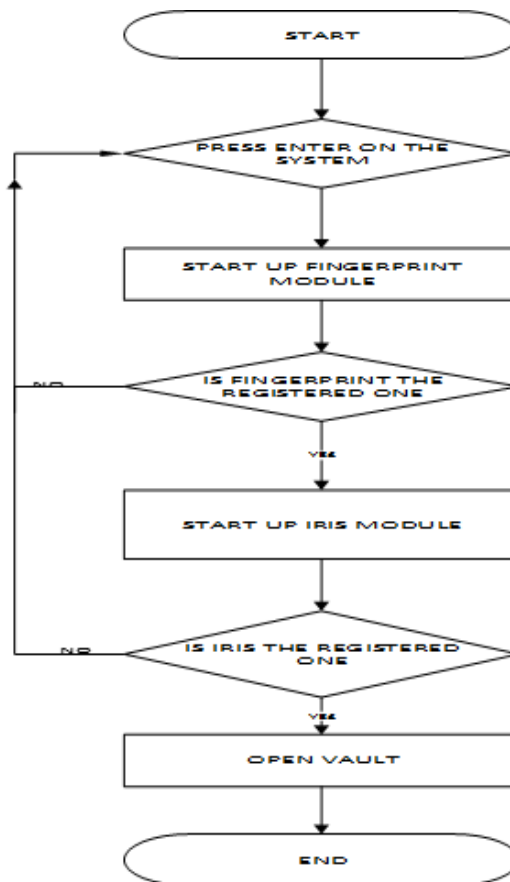 START
PRESS ENTER ON THE
SYSTEM
START UP FINGERPRINT
MODULE
IS FINGERPRINT THE
REGISTERED ONE
NO
YES
START UP IRIS MODULE
IS IRIS THE REGISTERED
ONE
NO
YES
OPEN VAULT
END